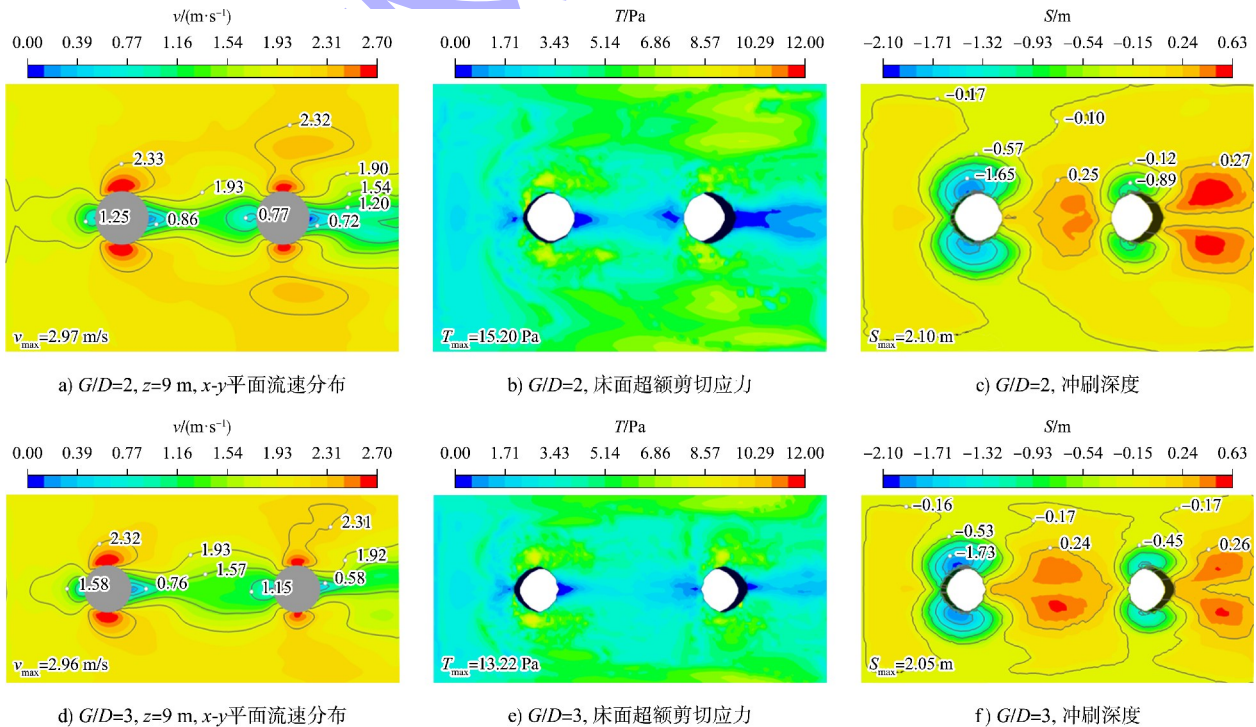 v/(m·s⁻¹)
0.00 0.39 0.77 1.16 1.54 1.93 2.31 2.70
2.32
2.33
1.90
1.93
1.54
1.20
1.25
0.86
0.77
0.72
vmax=2.97 m/s
a) G/D=2, z=9 m, x-y平面流速分布
T/Pa
0.00 1.71 3.43 5.14 6.86 8.57 10.29 12.00
Tmax=15.20 Pa
b) G/D=2, 床面超额剪切应力
S/m
−2.10 −1.71 −1.32 −0.93 −0.54 −0.15 0.24 0.63
−0.17
−0.10
−0.57
−0.12
0.27
−1.65
0.25
−0.89
Smax=2.10 m
c) G/D=2, 冲刷深度
v/(m·s⁻¹)
0.00 0.39 0.77 1.16 1.54 1.93 2.31 2.70
2.31
2.32
1.93
1.92
1.57
1.58
0.76
1.15
0.58
vmax=2.96 m/s
d) G/D=3, z=9 m, x-y平面流速分布
T/Pa
0.00 1.71 3.43 5.14 6.86 8.57 10.29 12.00
Tmax=13.22 Pa
e) G/D=3, 床面超额剪切应力
S/m
−2.10 −1.71 −1.32 −0.93 −0.54 −0.15 0.24 0.63
−0.16
−0.17
−0.17
−0.53
−0.45
0.24
0.26
−1.73
Smax=2.05 m
f) G/D=3, 冲刷深度